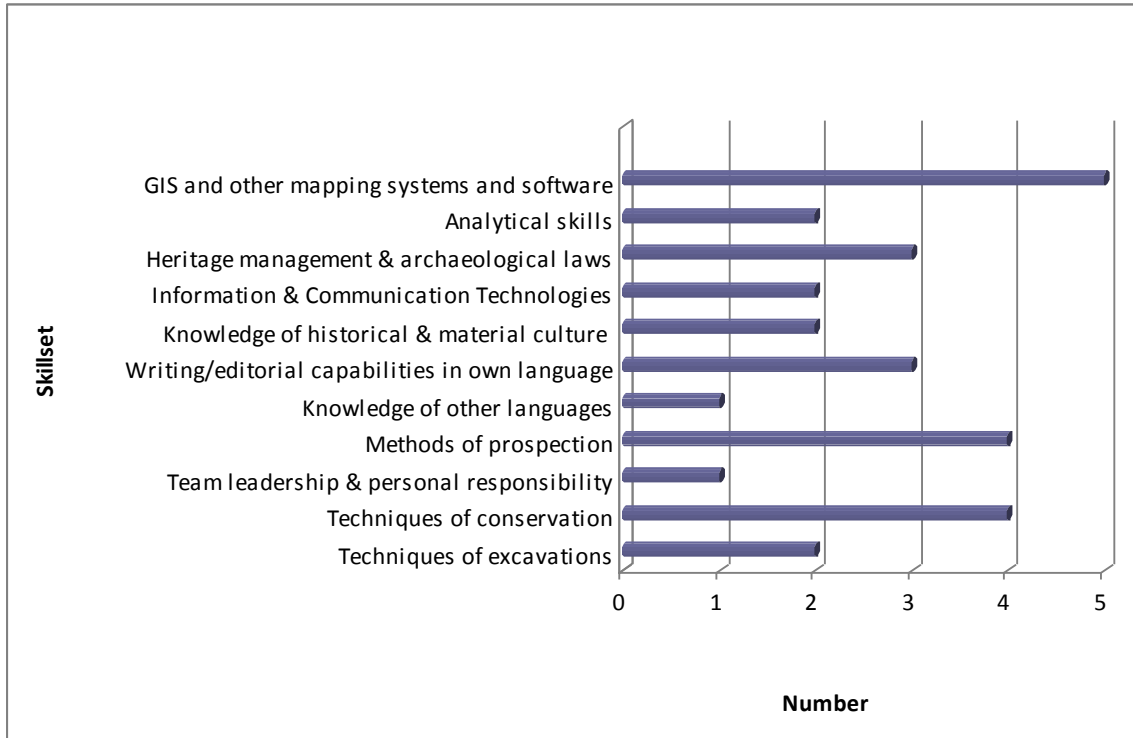 GIS and other mapping systems and software
Analytical skills
Heritage management & archaeological laws
Information & Communication Technologies
Knowledge of historical & material culture
Writing/editorial capabilities in own language
Knowledge of other languages
Methods of prospection
Team leadership & personal responsibility
Techniques of conservation
Techniques of excavations
Skillset
0 1 2 3 4 5
Number